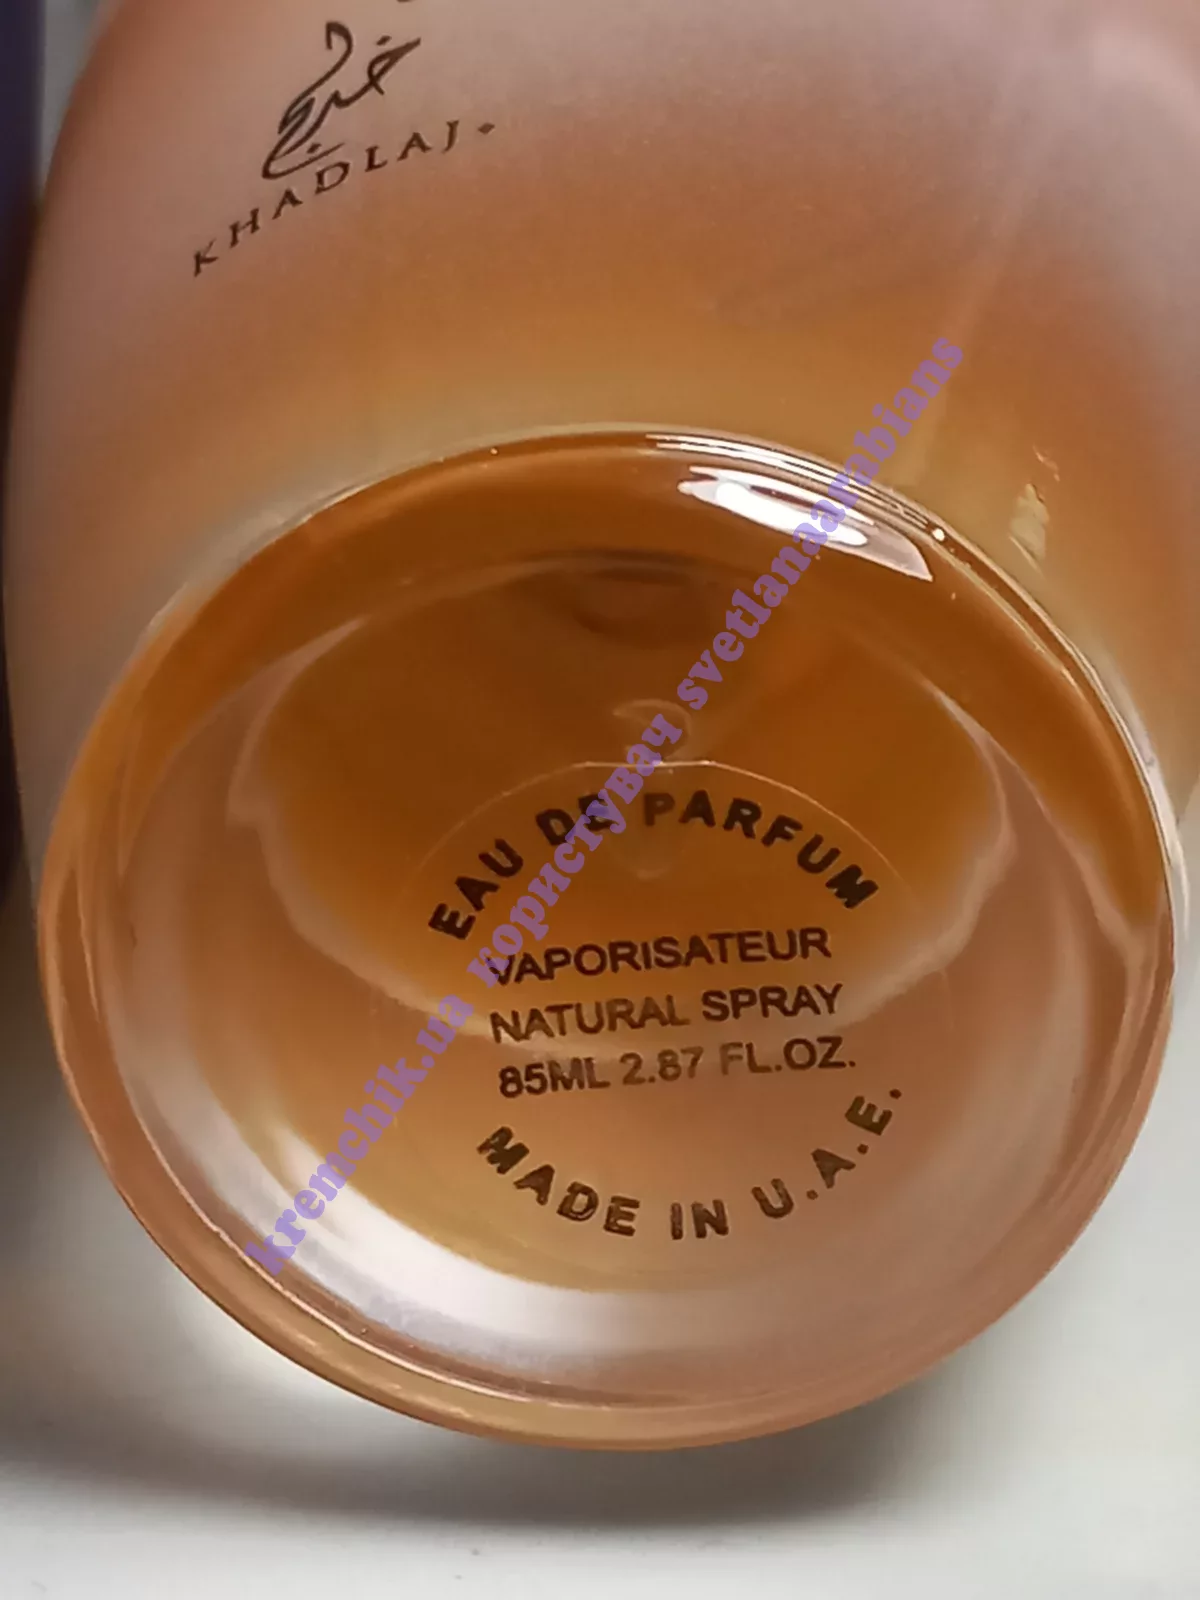 خدلج
KHADLAJ
EAU DE PARFUM
VAPORISATEUR
NATURAL SPRAY
85ML 2.87 FL.OZ.
MADE IN U.A.E.
kremchik.ua користувач svetlanaarabians